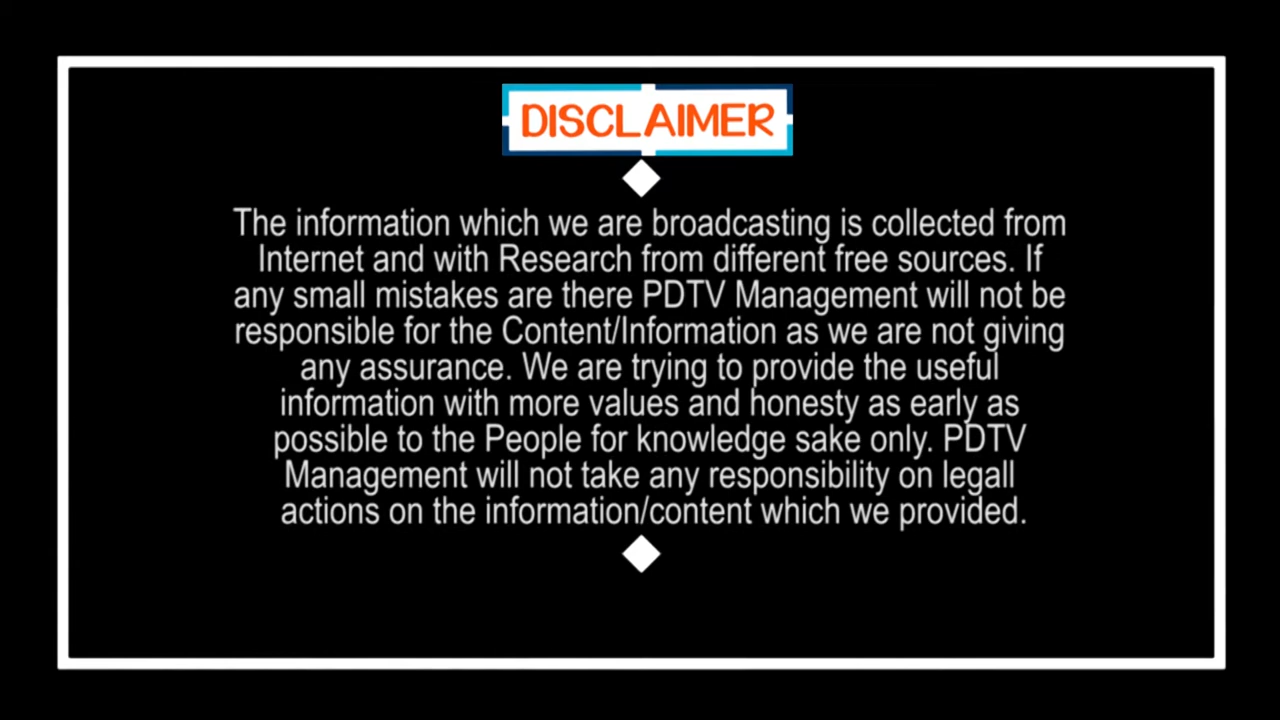 DISCLAIMER
The information which we are broadcasting is collected from
Internet and with Research from different free sources. If
any small mistakes are there PDTV Management will not be
responsible for the Content/Information as we are not giving
any assurance. We are trying to provide the useful
information with more values and honesty as early as
possible to the People for knowledge sake only. PDTV
Management will not take any responsibility on legall
actions on the information/content which we provided.